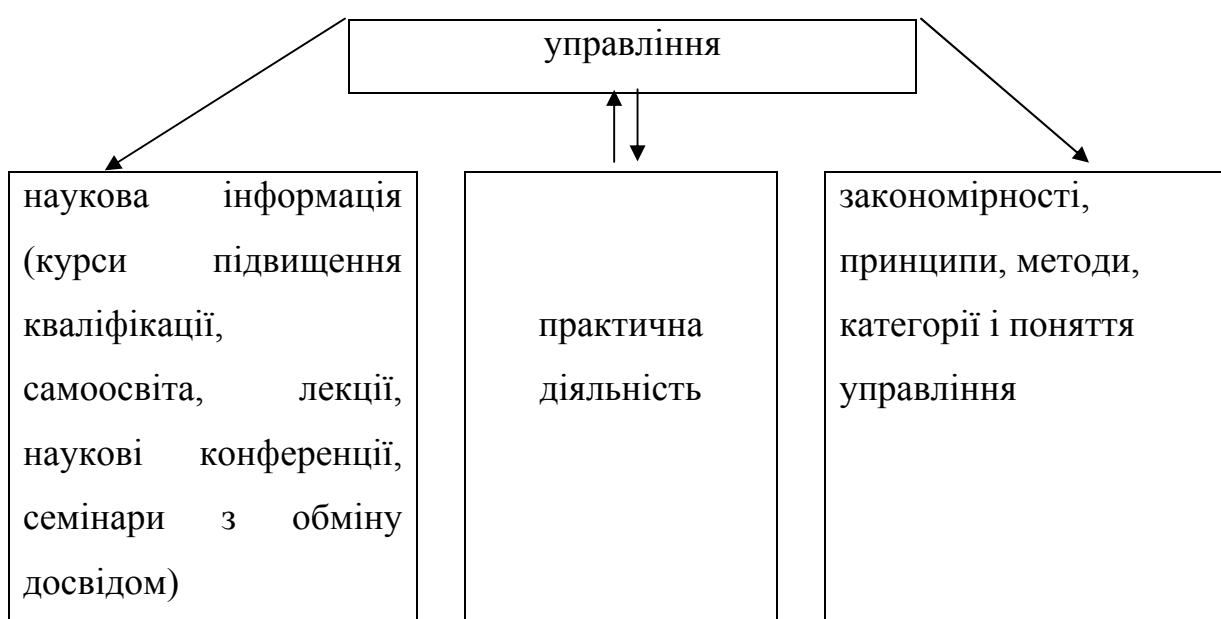 управління
наукова інформація
(курси підвищення
кваліфікації,
самоосвіта, лекції,
наукові конференції,
семінари з обміну
досвідом)
практична
діяльність
закономірності,
принципи, методи,
категорії і поняття
управління